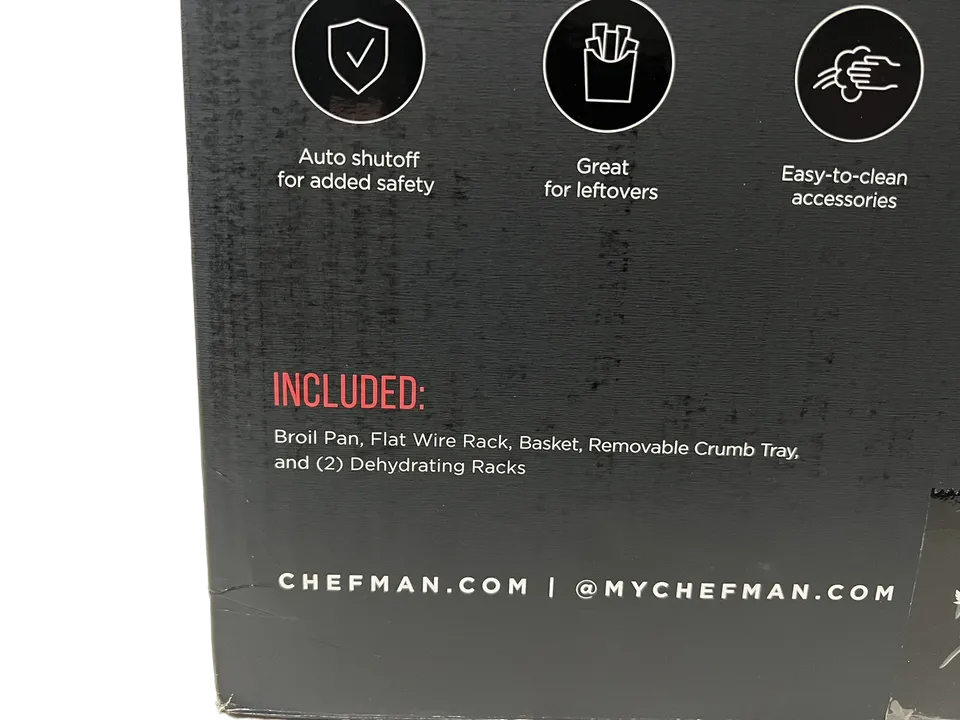 Auto shutoff
for added safety
Great
for leftovers
Easy-to-clean
accessories
INCLUDED:
Broil Pan, Flat Wire Rack, Basket, Removable Crumb Tray,
and (2) Dehydrating Racks
CHEFMAN.COM | @MYCHEFMAN.COM